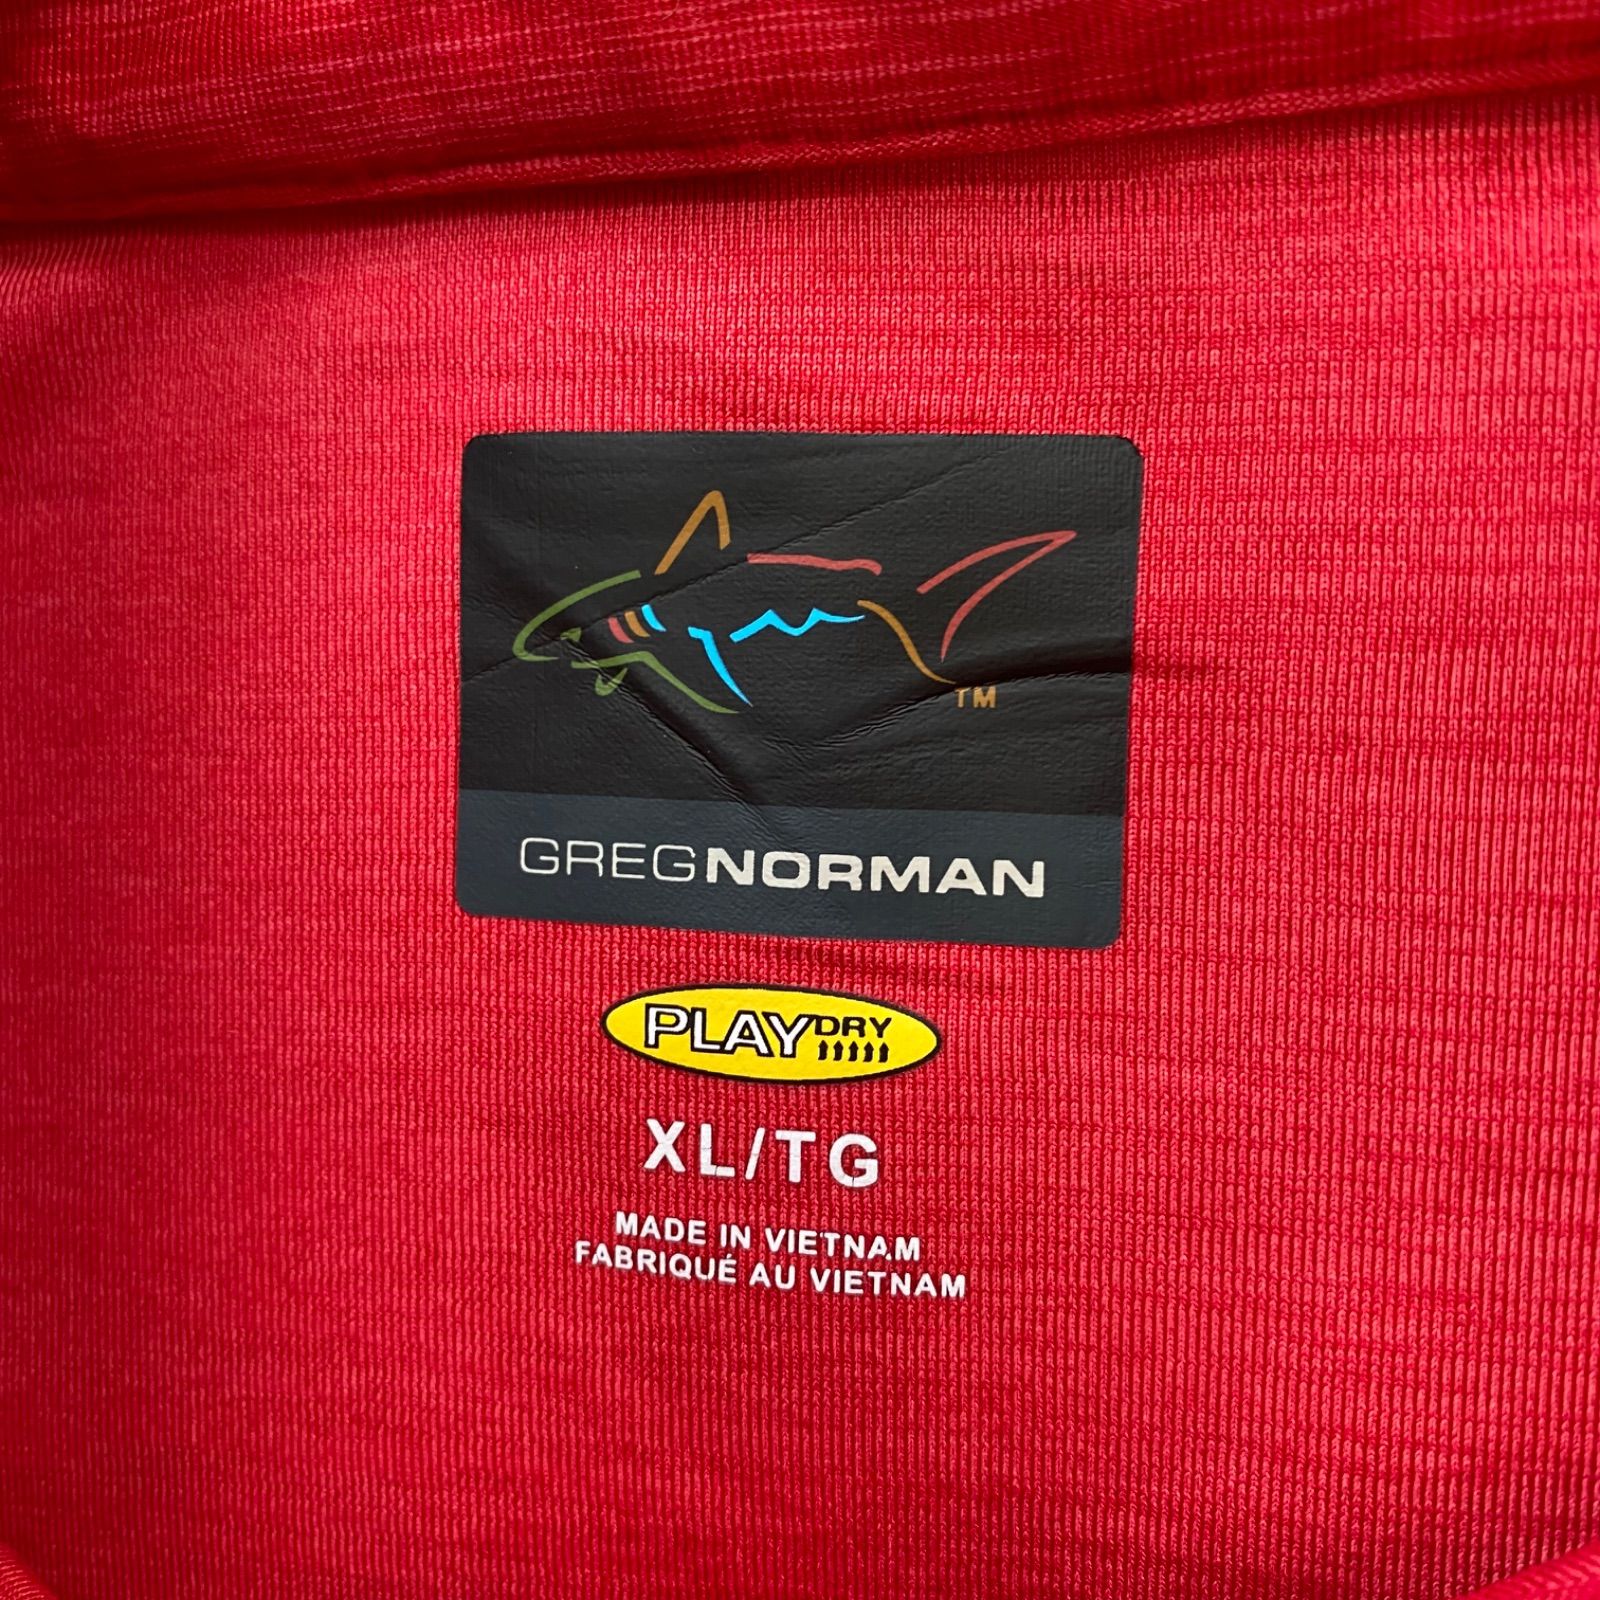 TM
GREGNORMAN
PLAYDRY
XL/TG
MADE IN VIETNAM
FABRIQUÉ AU VIETNAM